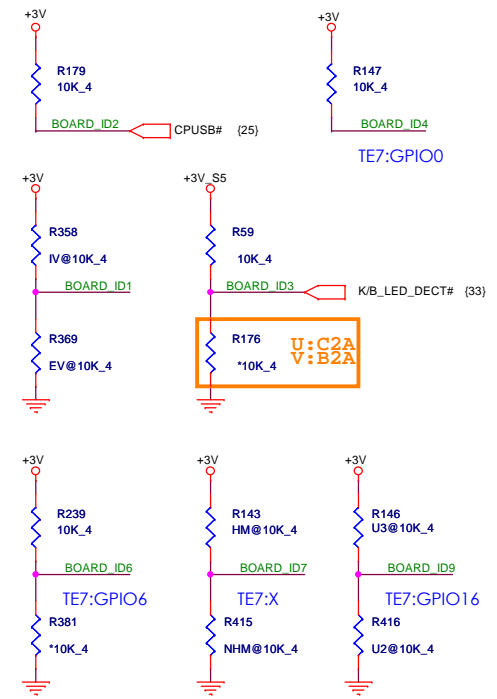 +3V
R179
10K_4
BOARD_ID2
CPUSB# {25}
+3V
R147
10K_4
BOARD_ID4
TE7:GPIO0
+3V
R358
IV@10K_4
BOARD_ID1
R369
EV@10K_4
+3V_S5
R59
10K_4
BOARD_ID3
K/B_LED_DECT# {33}
R176
*10K_4
U:C2A
V:B2A
+3V
R239
10K_4
BOARD_ID6
TE7:GPIO6
R381
*10K_4
+3V
R143
HM@10K_4
BOARD_ID7
TE7:X
R415
NHM@10K_4
+3V
R146
U3@10K_4
BOARD_ID9
TE7:GPIO16
R416
U2@10K_4